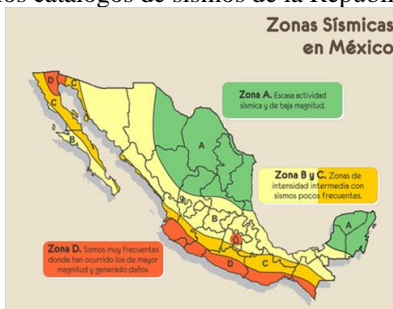 los catálogos de sismos de la Repúbl
Zonas Sísmicas
en México
Zona A. Escasa actividad
sísmica y de baja magnitud.
Zona B y C. Zonas de
intensidad intermedia con
sismos pocos frecuentes.
Zona D. Sismos muy frecuentes
donde han ocurrido los de mayor
magnitud y generado daños.
D
C
B
A
B
B
A
D
C